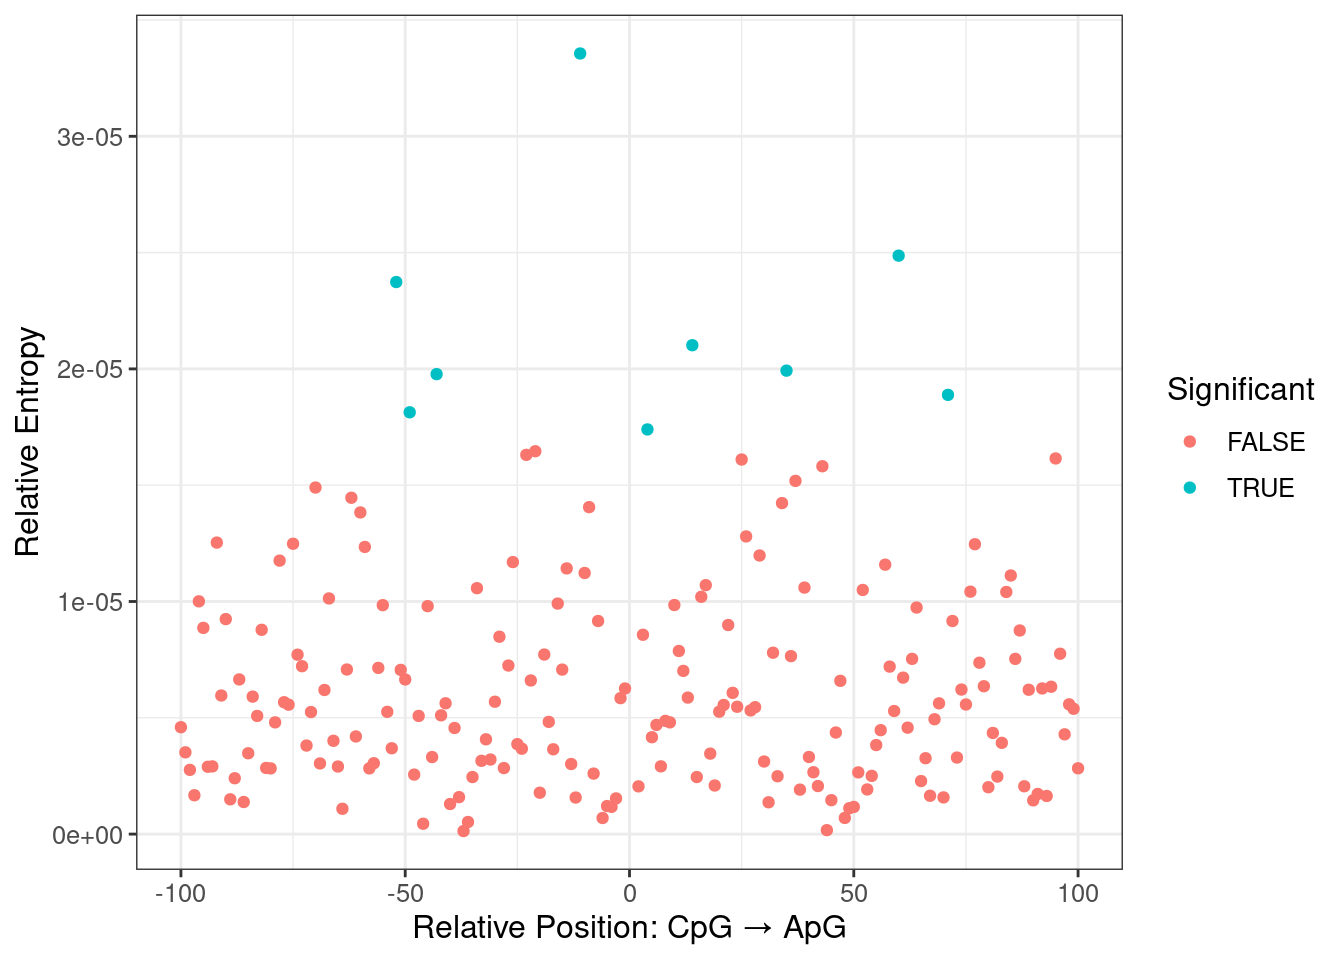 Relative Entropy
3e-05
2e-05
1e-05
0e+00
-100
-50
0
50
100
Relative Position: CpG → ApG
Significant
FALSE
TRUE